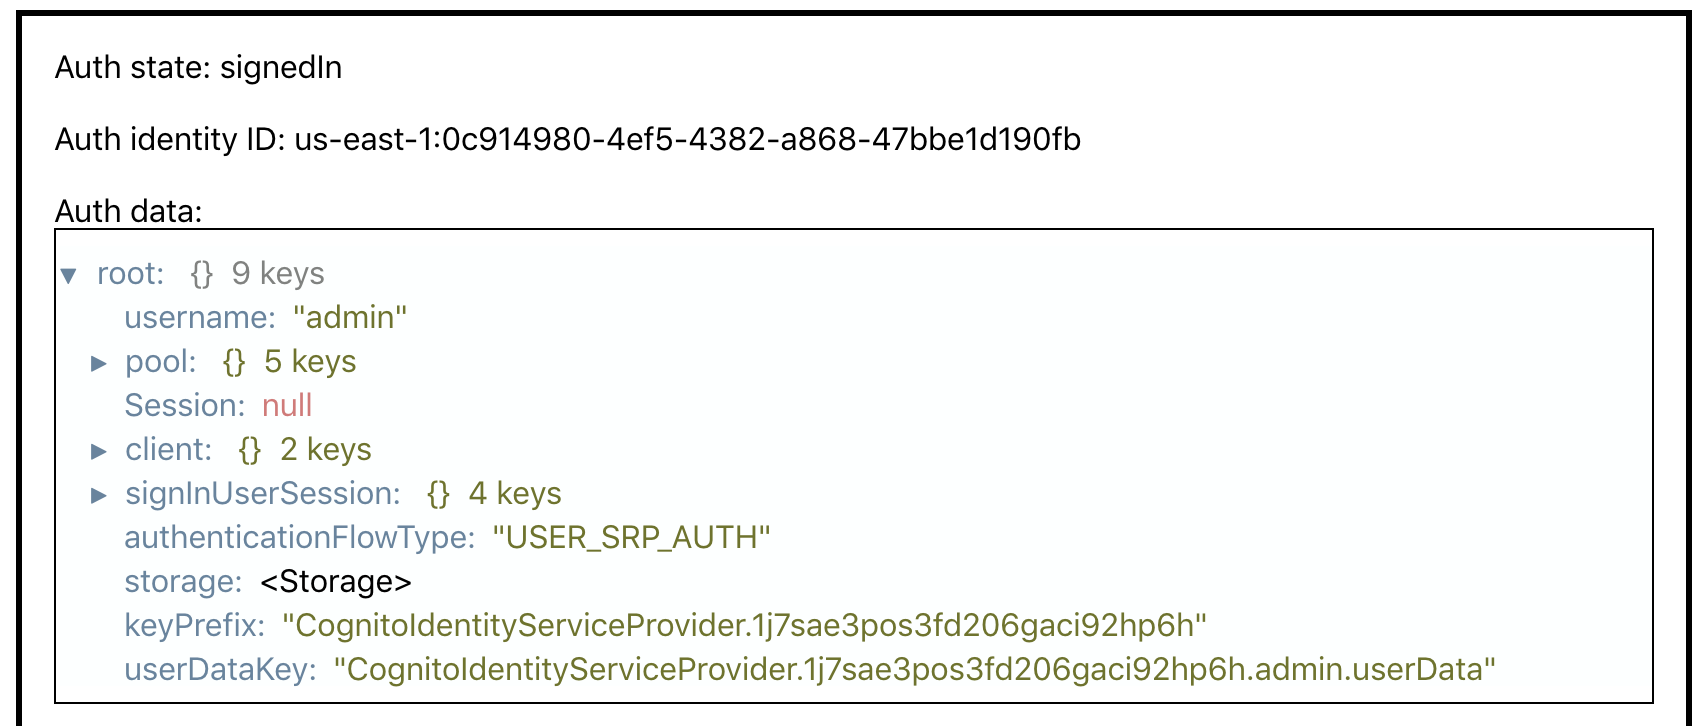 Auth state: signedIn
Auth identity ID: us-east-1:0c914980-4ef5-4382-a868-47bbe1d190fb
Auth data:
▼ root: {} 9 keys
username: "admin"
▶ pool: {} 5 keys
Session: null
▶ client: {} 2 keys
▶ signInUserSession: {} 4 keys
authenticationFlowType: "USER_SRP_AUTH"
storage: <Storage>
keyPrefix: "CognitoIdentityServiceProvider.1j7sae3pos3fd206gaci92hp6h"
userDataKey: "CognitoIdentityServiceProvider.1j7sae3pos3fd206gaci92hp6h.admin.userData"